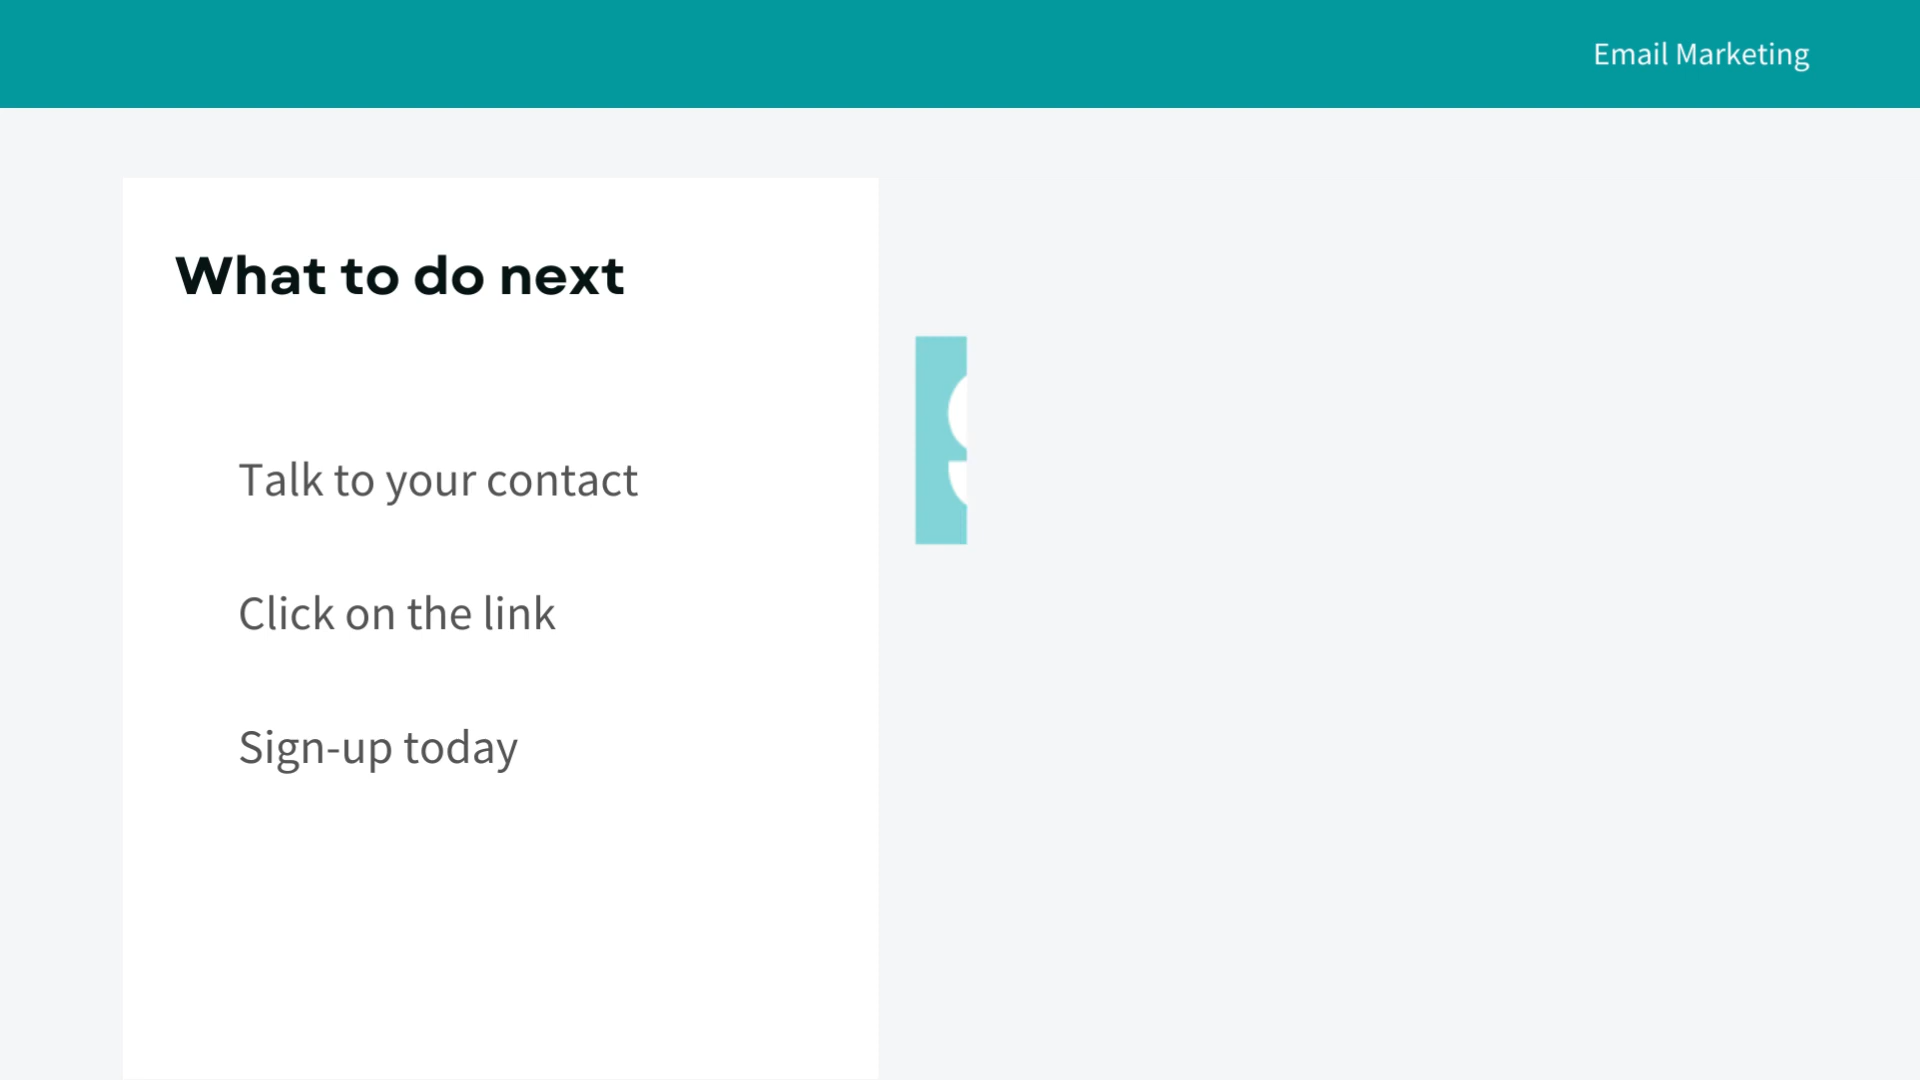 Email Marketing
What to do next
Talk to your contact
Click on the link
Sign-up today